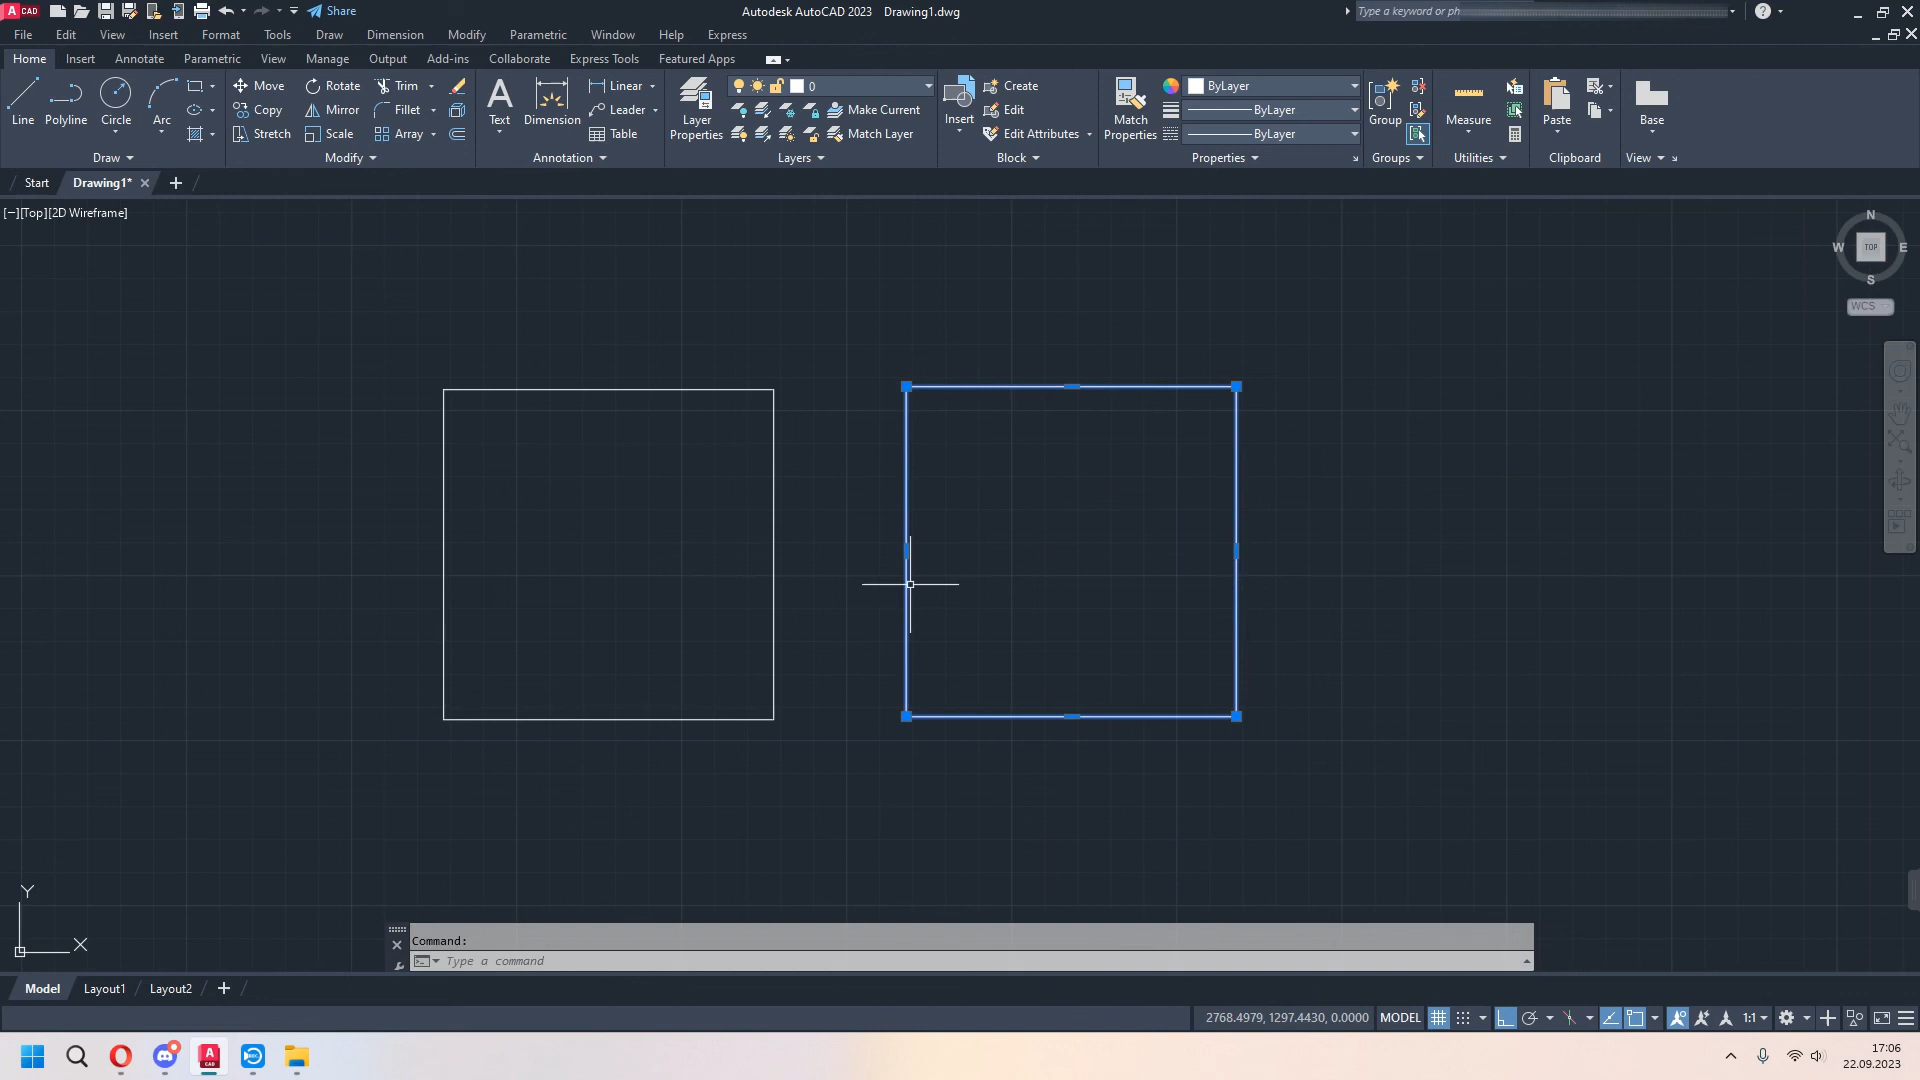 A CAD Share Autodesk AutoCAD 2023 Drawing1.dwg Type a keyword or ph
File Edit View Insert Format Tools Draw Dimension Modify Parametric Window Help Express
Home Insert Annotate Parametric View Manage Output Add-ins Collaborate Express Tools Featured Apps
Line Polyline Circle Arc
Move Rotate Trim
Copy Mirror Fillet
Stretch Scale Array
A Text Dimension
Linear
Leader
Table
Layer Properties
0
Make Current
Match Layer
Insert
Create
Edit
Edit Attributes
Match Properties
ByLayer
ByLayer
ByLayer
Group
Measure
Paste
Base
Draw Modify Annotation Layers Block Properties Groups Utilities Clipboard View
Start Drawing1*
[−][Top][2D Wireframe]
N
W TOP E
S
WCS
Y
X
Command:
Type a command
Model Layout1 Layout2
2768.4979, 1297.4430, 0.0000 MODEL 1:1
A CAD
17:06
22.09.2023